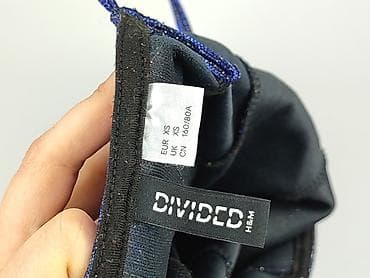 EUR XS
UK XS
CN 160/80A
DIVIDED
H&M